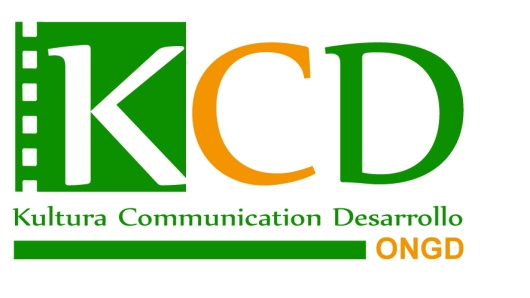 KCD
Kultura Communication Desarrollo
ONGD